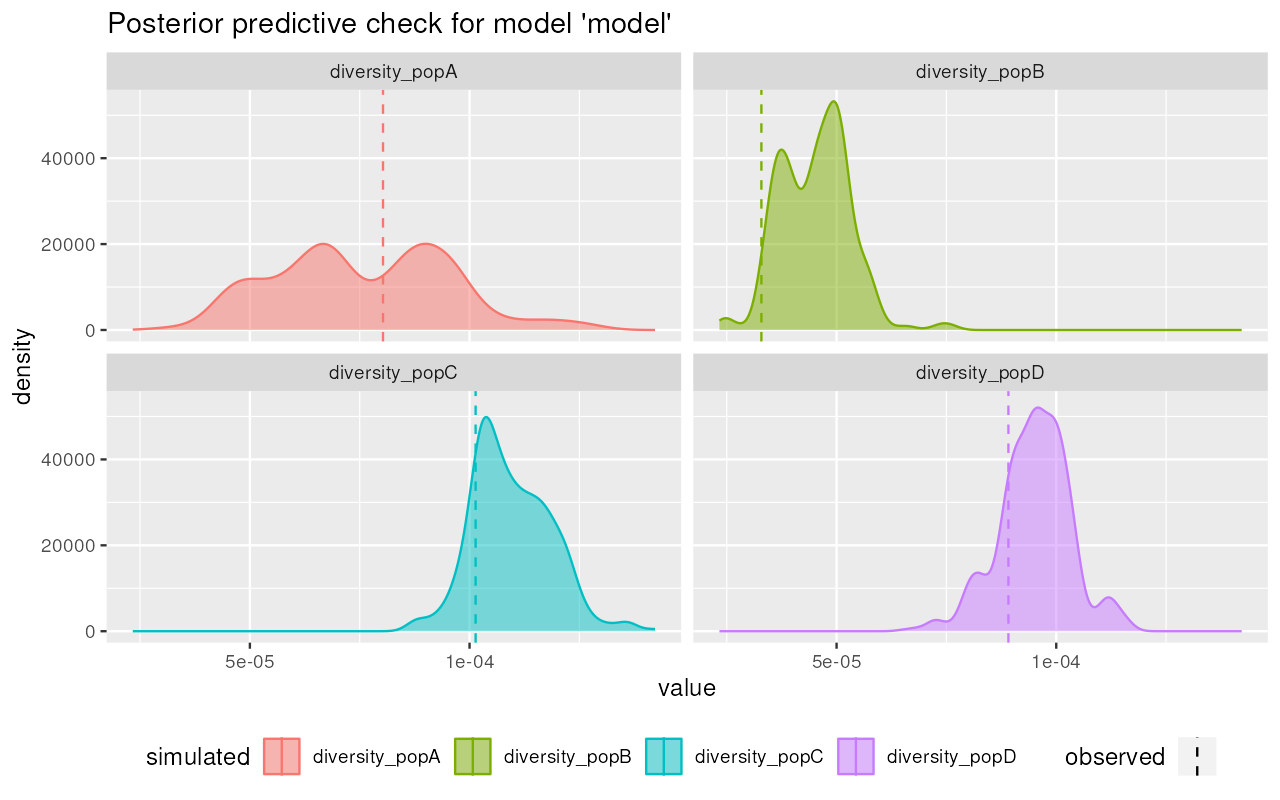 Posterior predictive check for model 'model'
diversity_popA
diversity_popB
40000
20000
0
diversity_popC
diversity_popD
40000
20000
0
density
5e-05
1e-04
5e-05
1e-04
value
simulated
diversity_popA
diversity_popB
diversity_popC
diversity_popD
observed